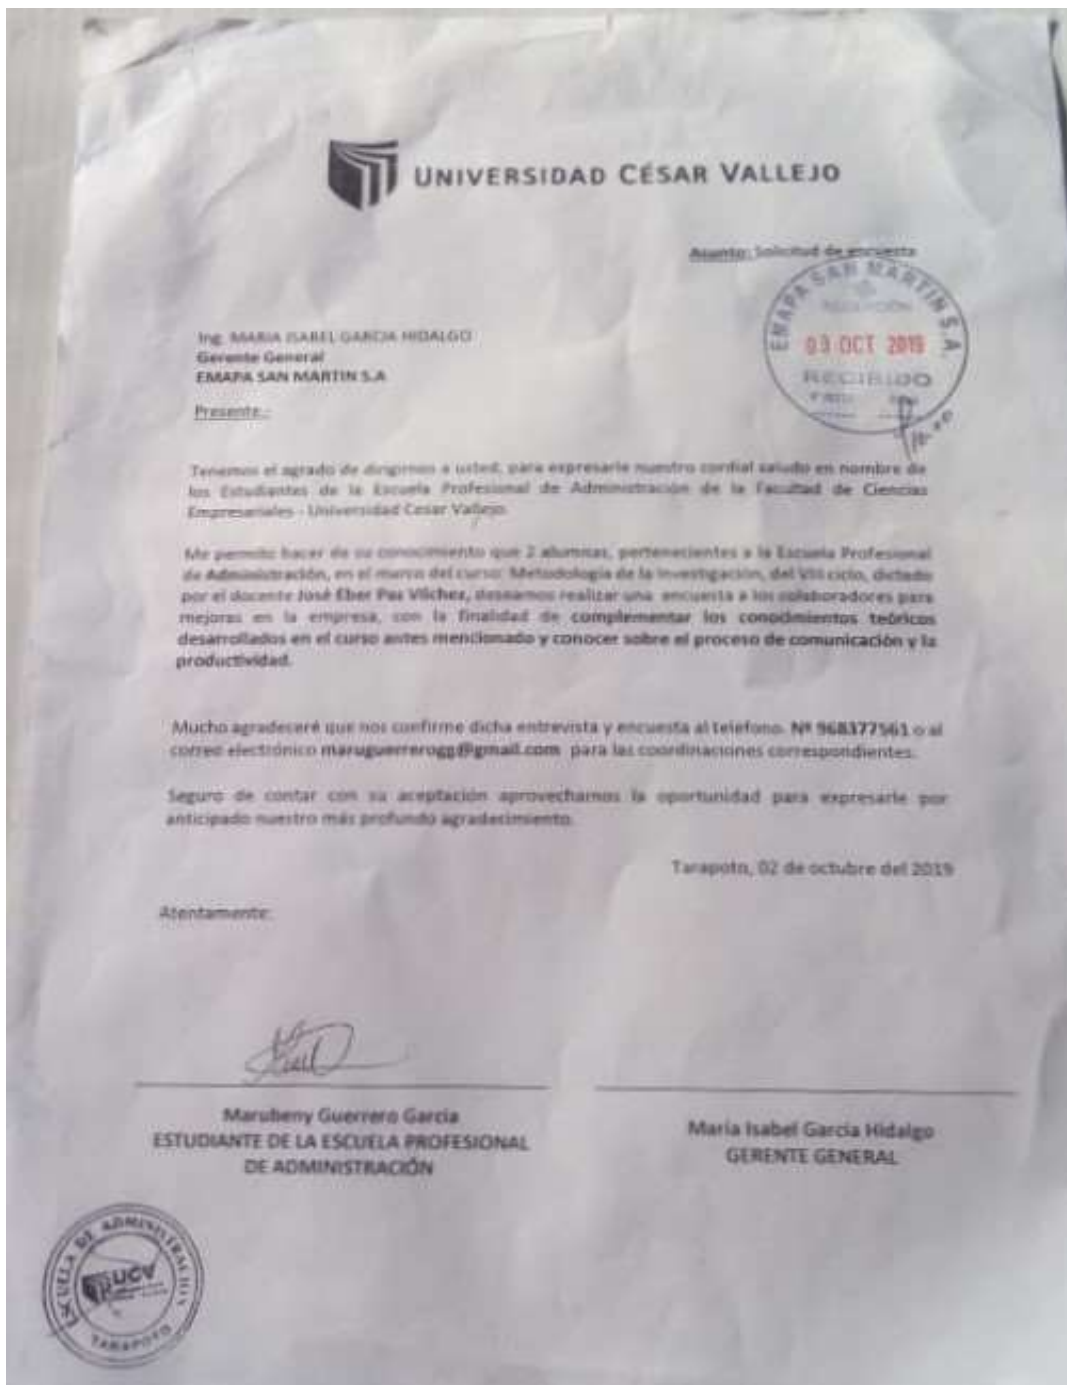 UNIVERSIDAD CÉSAR VALLEJO
Asunto: Solicitud de encuesta
EMAPA SAN MARTIN S.A
RECEPCIÓN
03 OCT 2019
RECIBIDO
Ing. MARIA ISABEL GARCIA HIDALGO
Gerente General
EMAPA SAN MARTIN S.A
Presente.-
Tenemos el agrado de dirigirnos a usted, para expresarle nuestro cordial saludo en nombre de
los Estudiantes de la Escuela Profesional de Administración de la Facultad de Ciencias
Empresariales - Universidad Cesar Vallejo.
Me permito hacer de su conocimiento que 2 alumnas, pertenecientes a la Escuela Profesional
de Administración, en el marco del curso: Metodología de la Investigación, del VIII ciclo, dictado
por el docente José Eber Paz Vílchez, deseamos realizar una encuesta a los colaboradores para
mejoras en la empresa, con la finalidad de complementar los conocimientos teóricos
desarrollados en el curso antes mencionado y conocer sobre el proceso de comunicación y la
productividad.
Mucho agradeceré que nos confirme dicha entrevista y encuesta al teléfono. Nº 968377561 o al
correo electrónico maruguerrerogg@gmail.com para las coordinaciones correspondientes.
Seguro de contar con su aceptación aprovechamos la oportunidad para expresarle por
anticipado nuestro más profundo agradecimiento.
Tarapoto, 02 de octubre del 2019
Atentamente:
Marubeny Guerrero García
ESTUDIANTE DE LA ESCUELA PROFESIONAL
DE ADMINISTRACIÓN
María Isabel García Hidalgo
GERENTE GENERAL
ESCUELA DE ADMINISTRACION
UCV
TARAPOTO